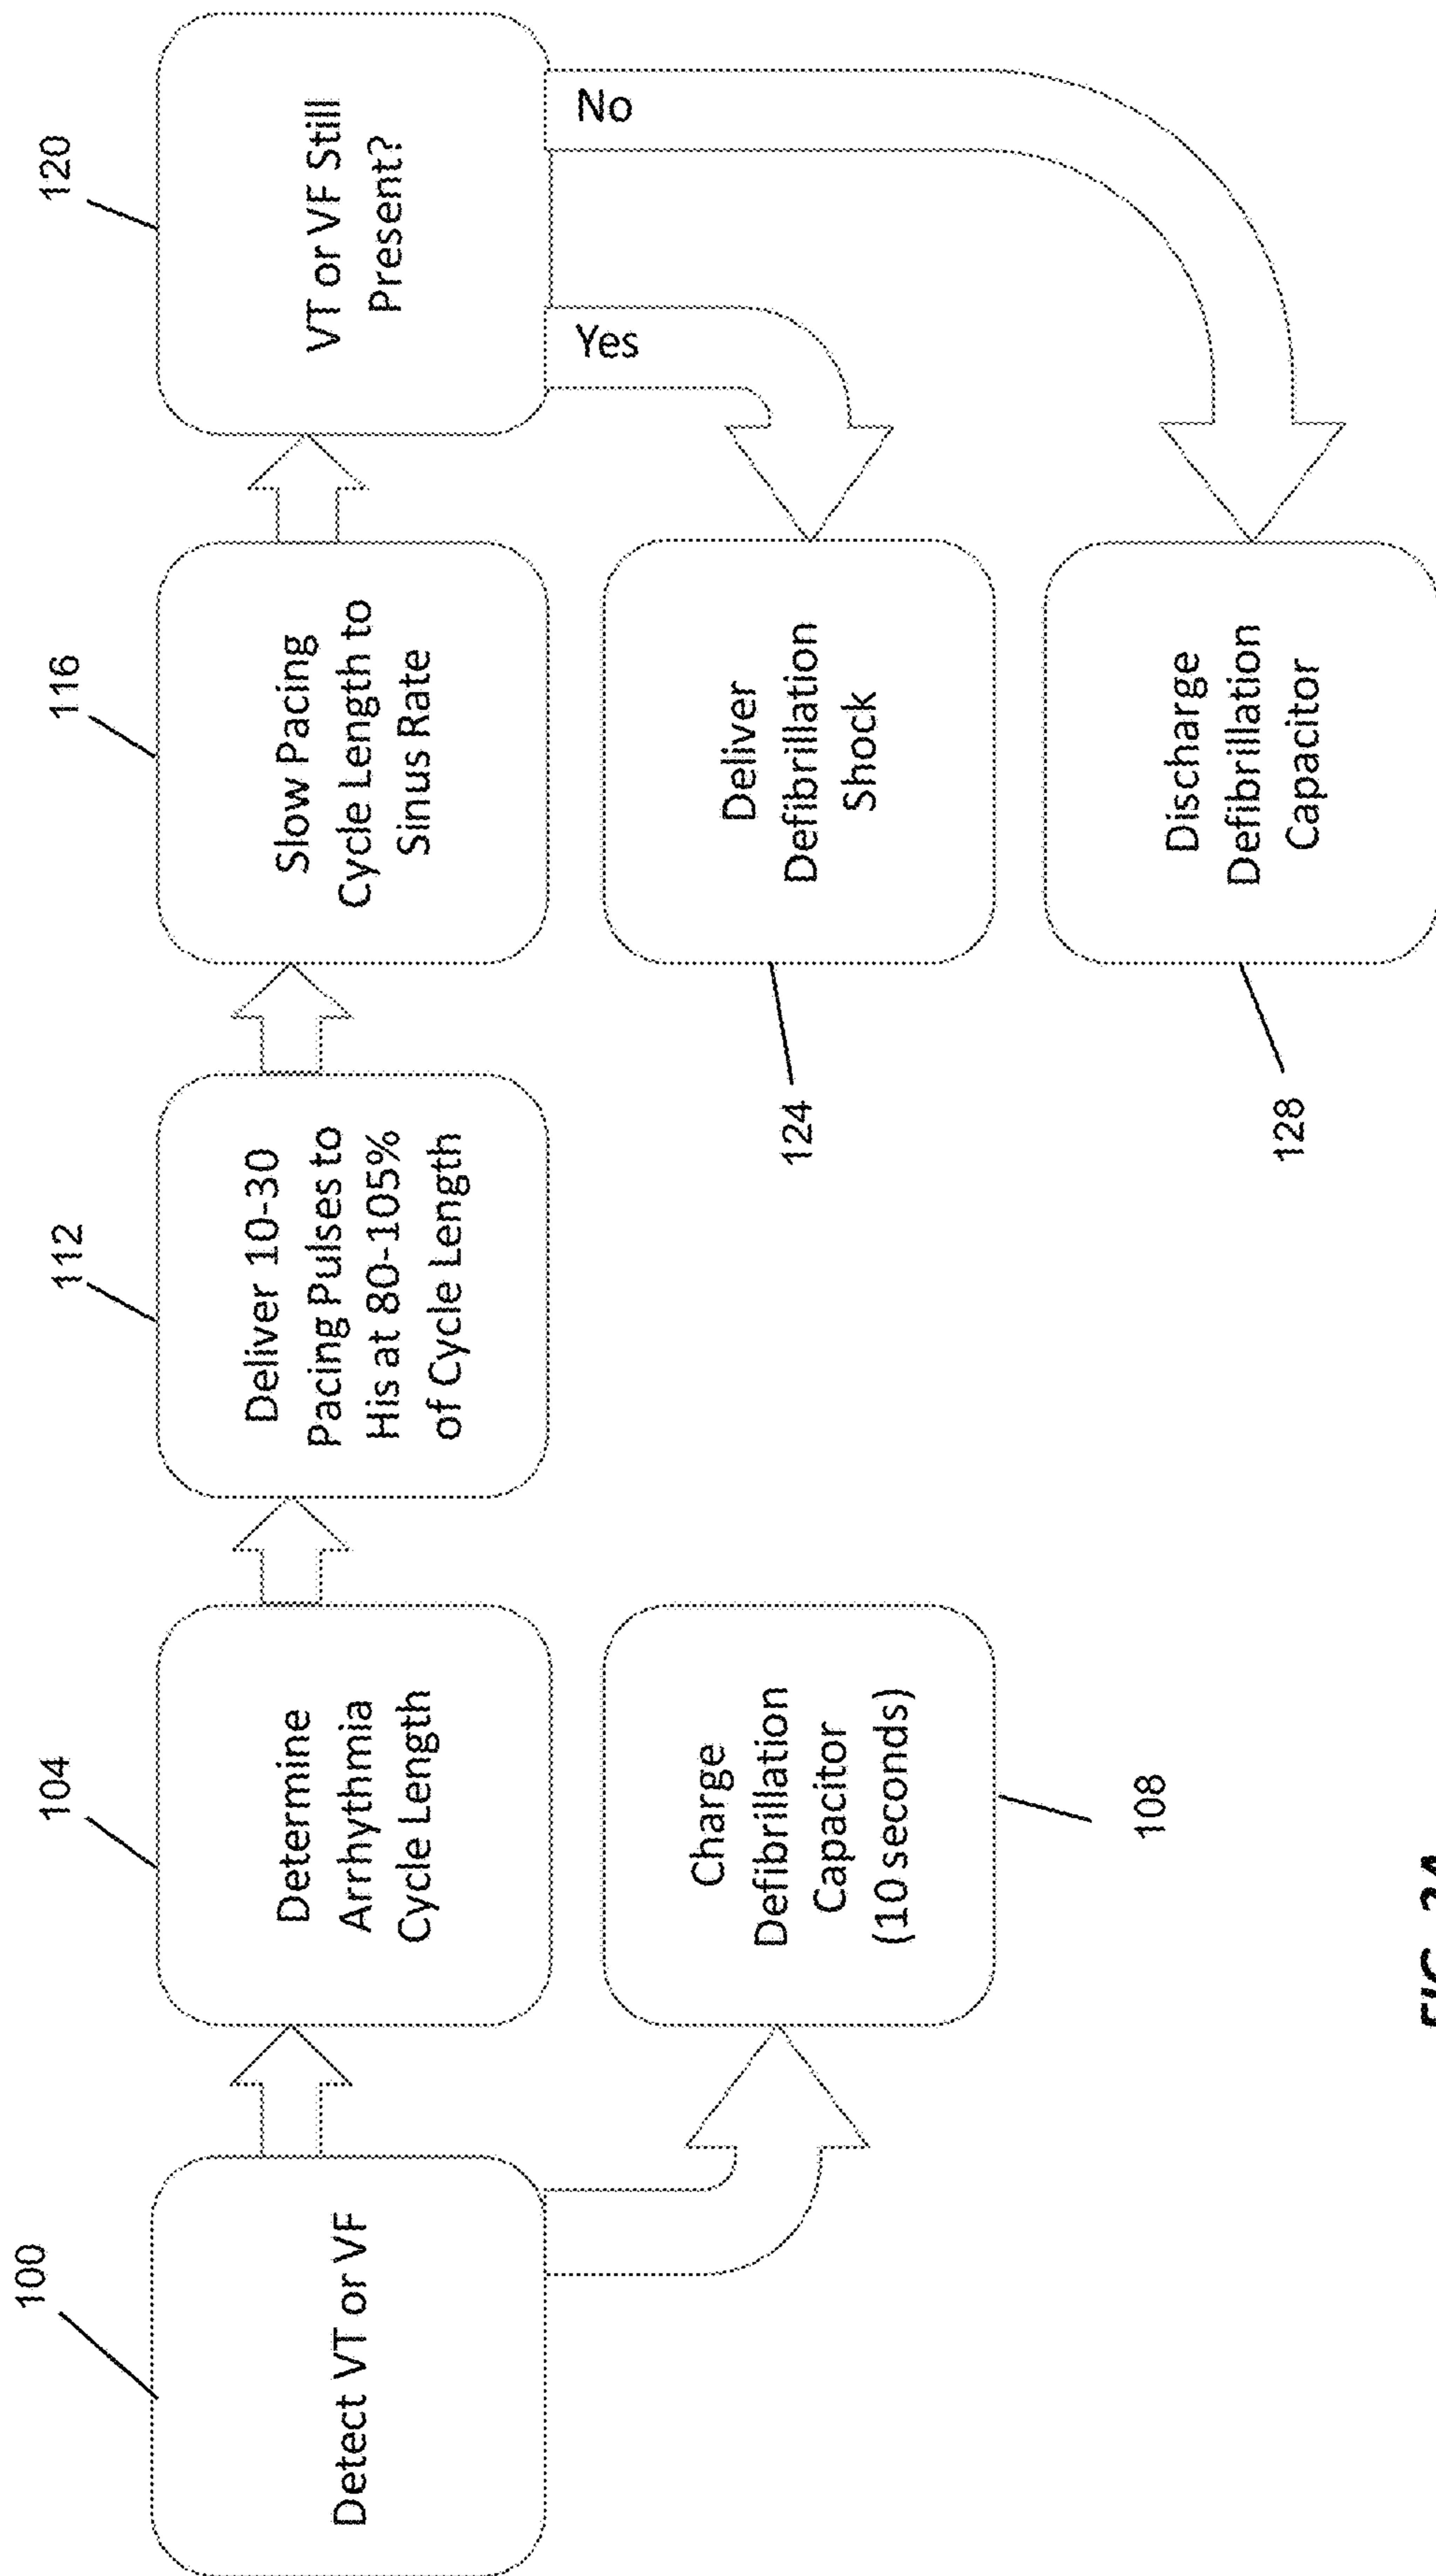 100
Detect VT or VF
104
Determine
Arrhythmia
Cycle Length
108
Charge
Defibrillation
Capacitor
(10 seconds)
112
Deliver 10-30
Pacing Pulses to
His at 80-105%
of Cycle Length
116
Slow Pacing
Cycle Length to
Sinus Rate
120
VT or VF Still
Present?
Yes
No
124
Deliver
Defibrillation
Shock
128
Discharge
Defibrillation
Capacitor